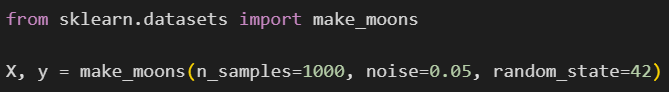 from sklearn.datasets import make_moons
X, y = make_moons(n_samples=1000, noise=0.05, random_state=42)